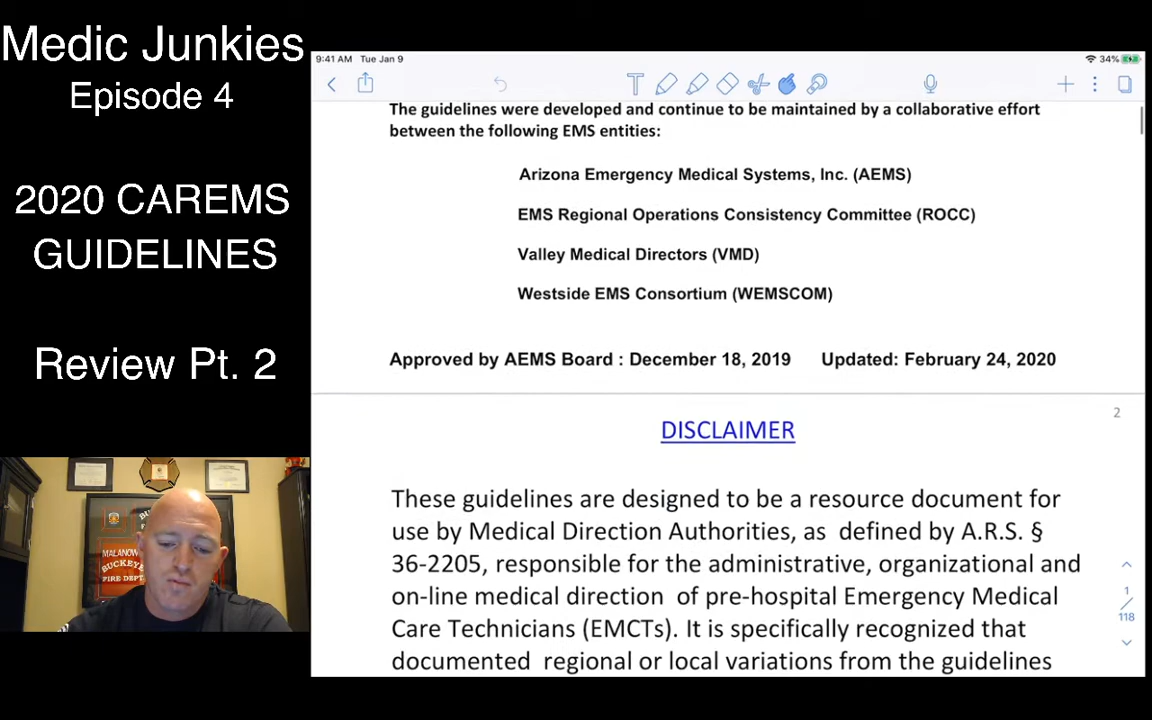 Medic Junkies
Episode 4
2020 CAREMS
GUIDELINES
Review Pt. 2
9:41 AM Tue Jan 9
34%
The guidelines were developed and continue to be maintained by a collaborative effort
between the following EMS entities:
Arizona Emergency Medical Systems, Inc. (AEMS)
EMS Regional Operations Consistency Committee (ROCC)
Valley Medical Directors (VMD)
Westside EMS Consortium (WEMSCOM)
Approved by AEMS Board : December 18, 2019 Updated: February 24, 2020
2
DISCLAIMER
These guidelines are designed to be a resource document for
use by Medical Direction Authorities, as defined by A.R.S. §
36-2205, responsible for the administrative, organizational and
on-line medical direction of pre-hospital Emergency Medical
Care Technicians (EMCTs). It is specifically recognized that
documented regional or local variations from the guidelines
1
/
118
MALANOW
BUCKEYE
FIRE DEPT.